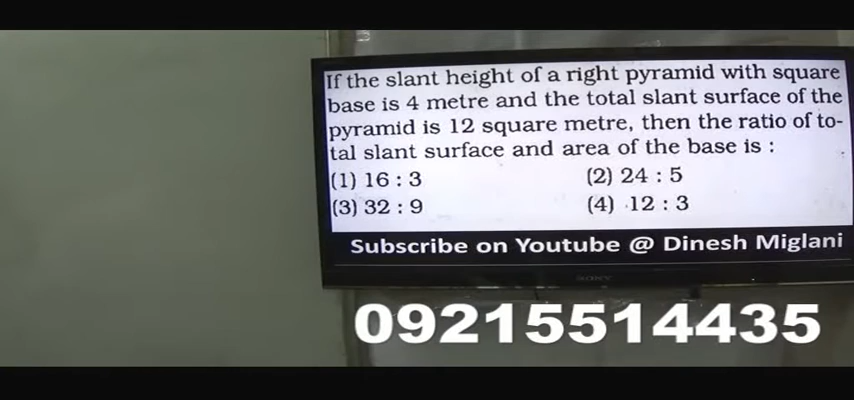 If the slant height of a right pyramid with square
base is 4 metre and the total slant surface of the
pyramid is 12 square metre, then the ratio of to-
tal slant surface and area of the base is :
(1) 16 : 3 (2) 24 : 5
(3) 32 : 9 (4) 12 : 3
Subscribe on Youtube @ Dinesh Miglani
SONY
09215514435